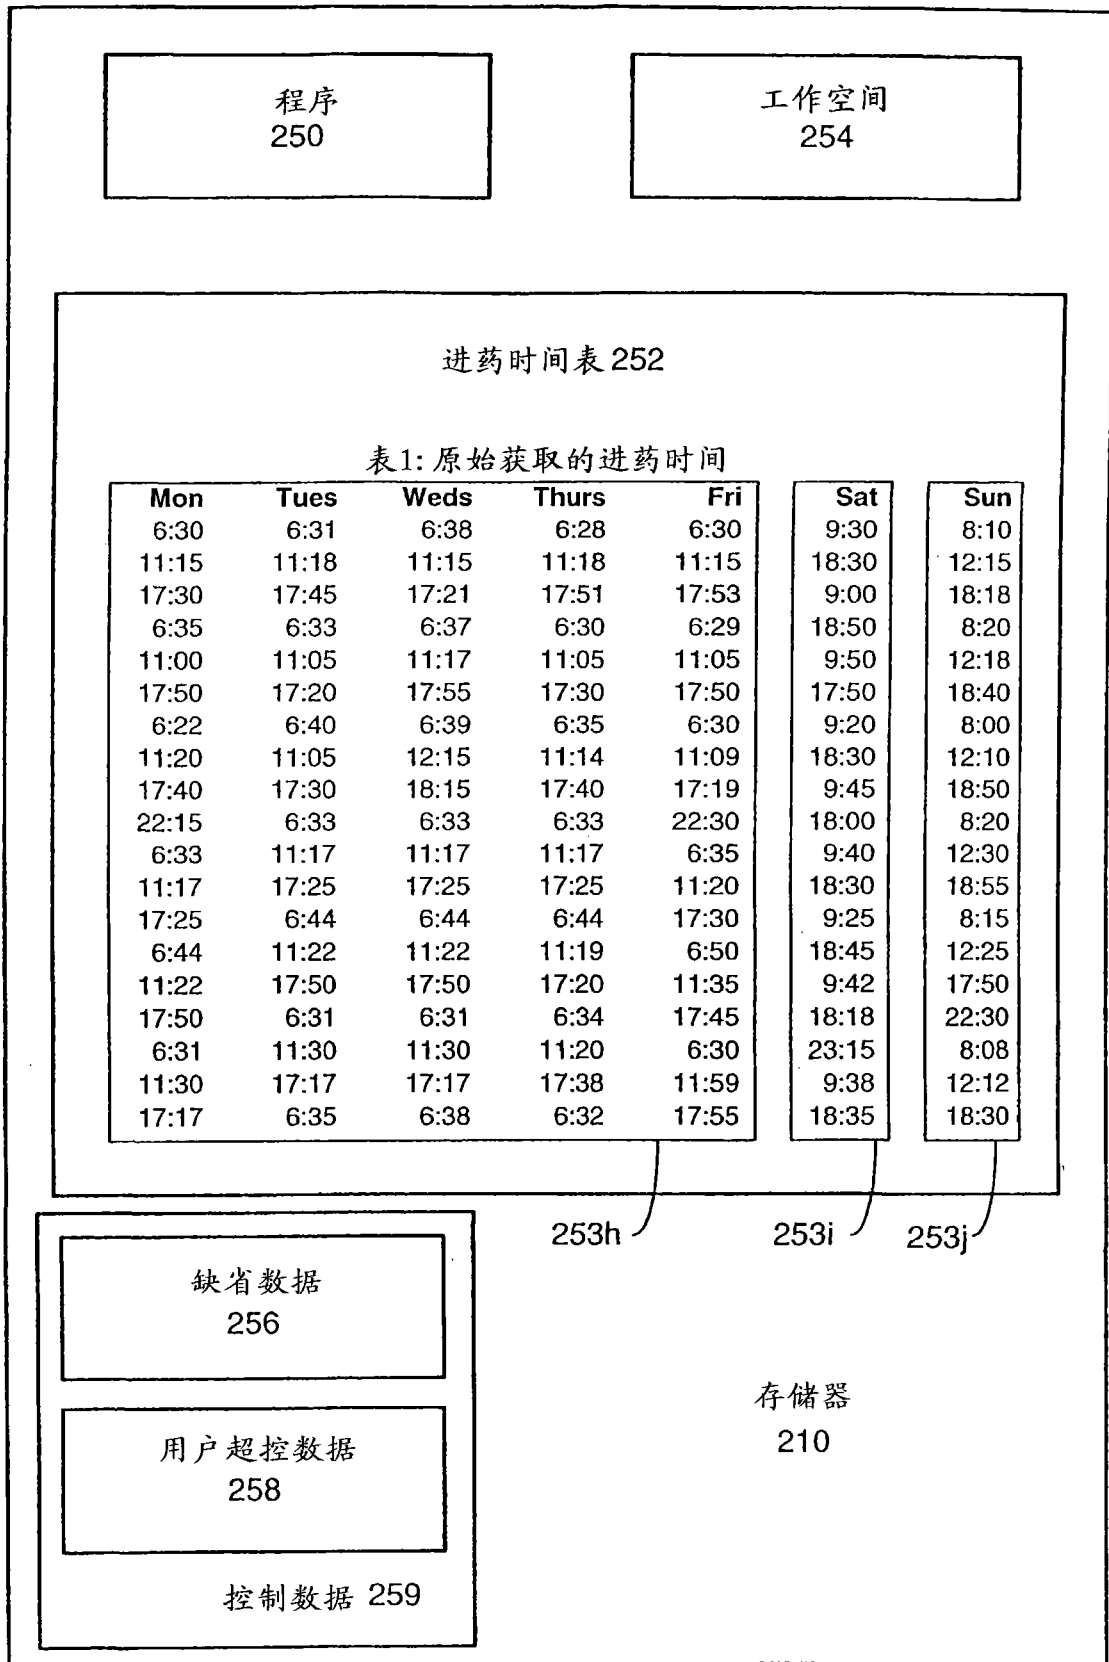 程序
250
工作空间
254
进药时间表 252
表1: 原始获取的进药时间
Mon Tues Weds Thurs Fri Sat Sun
6:30 6:31 6:38 6:28 6:30 9:30 8:10
11:15 11:18 11:15 11:18 11:15 18:30 12:15
17:30 17:45 17:21 17:51 17:53 9:00 18:18
6:35 6:33 6:37 6:30 6:29 18:50 8:20
11:00 11:05 11:17 11:05 11:05 9:50 12:18
17:50 17:20 17:55 17:30 17:50 17:50 18:40
6:22 6:40 6:39 6:35 6:30 9:20 8:00
11:20 11:05 12:15 11:14 11:09 18:30 12:10
17:40 17:30 18:15 17:40 17:19 9:45 18:50
22:15 6:33 6:33 6:33 22:30 18:00 8:20
6:33 11:17 11:17 11:17 6:35 9:40 12:30
11:17 17:25 17:25 17:25 11:20 18:30 18:55
17:25 6:44 6:44 6:44 17:30 9:25 8:15
6:44 11:22 11:22 11:19 6:50 18:45 12:25
11:22 17:50 17:50 17:20 11:35 9:42 17:50
17:50 6:31 6:31 6:34 17:45 18:18 22:30
6:31 11:30 11:30 11:20 6:30 23:15 8:08
11:30 17:17 17:17 17:38 11:59 9:38 12:12
17:17 6:35 6:38 6:32 17:55 18:35 18:30
253h 253i 253j
缺省数据
256
用户超控数据
258
控制数据 259
存储器
210